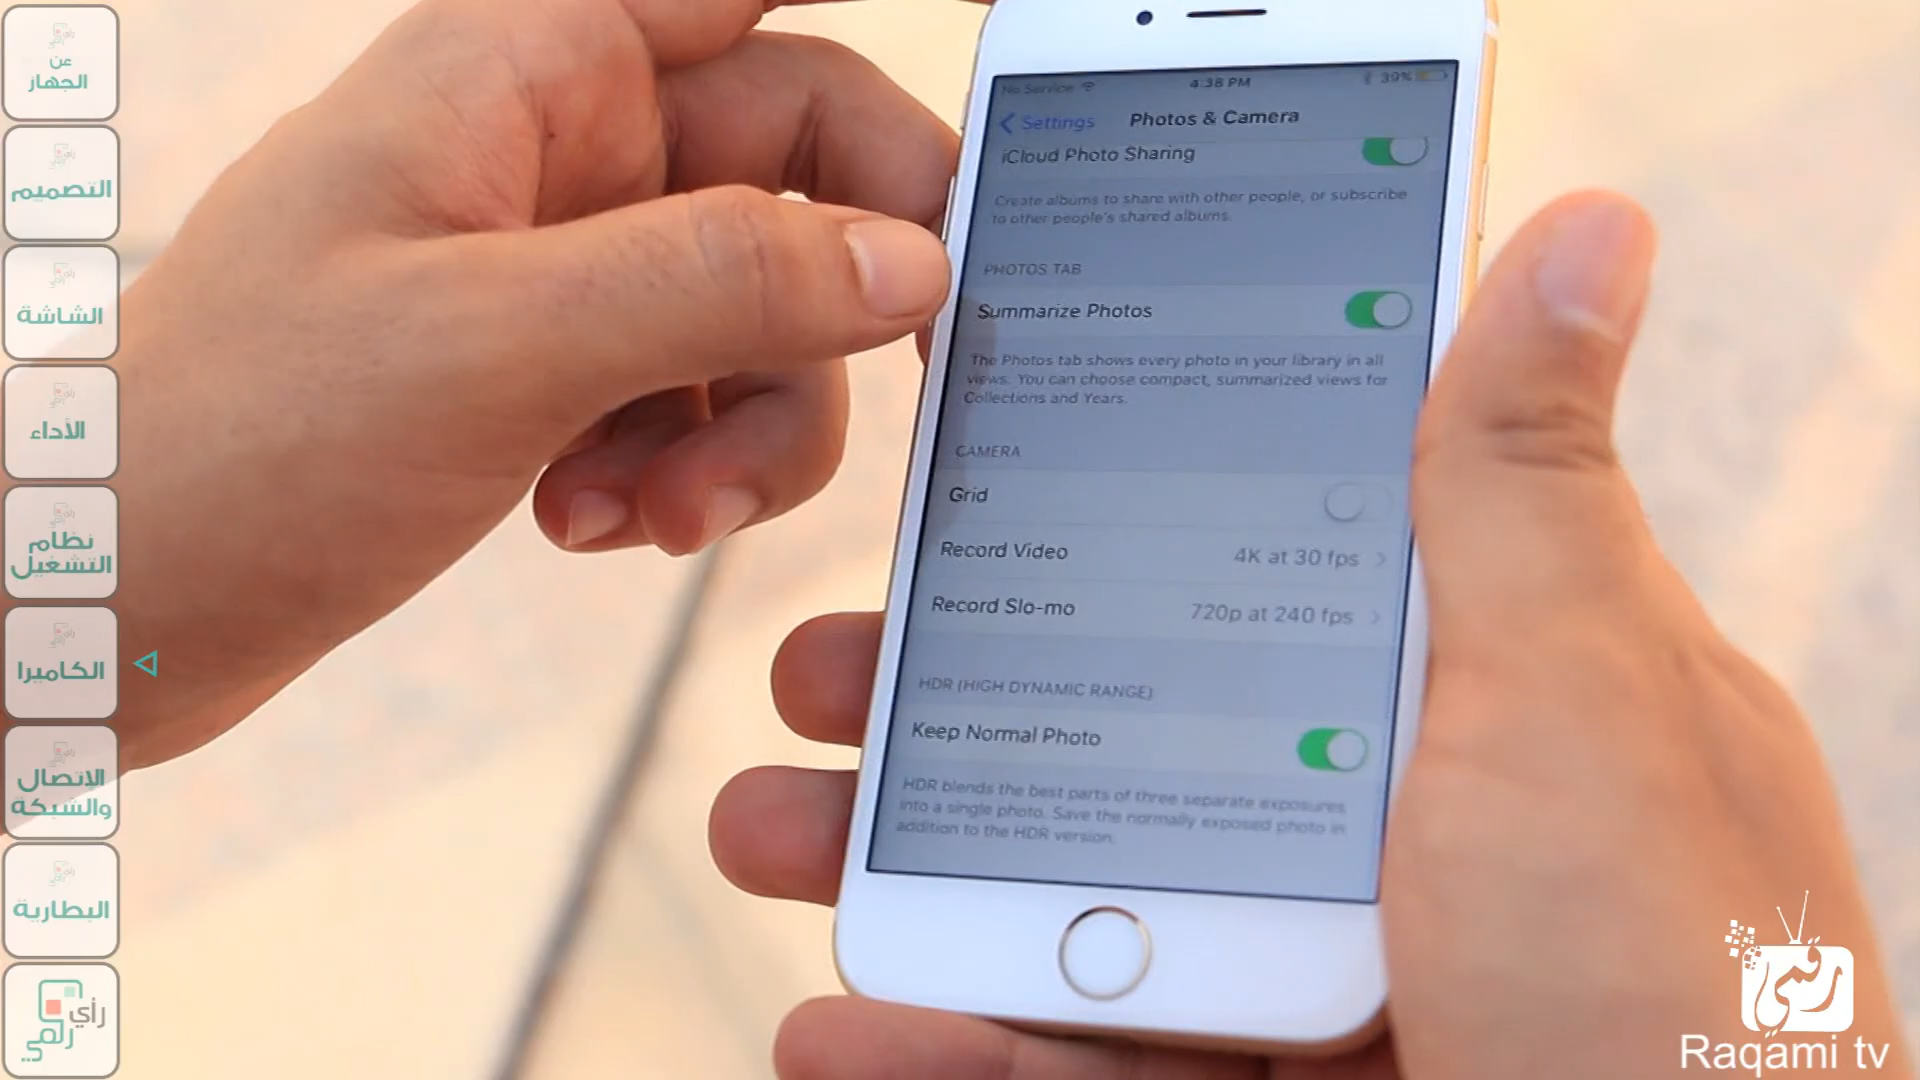 عن
الجهاز
التصميم
الشاشة
الأداء
نظام
التشغيل
الكاميرا
الاتصال
والشبكة
البطارية
رأي
رقمي
No Service 4:38 PM 39%
Settings Photos & Camera
iCloud Photo Sharing
Create albums to share with other people, or subscribe
to other people's shared albums.
PHOTOS TAB
Summarize Photos
The Photos tab shows every photo in your library in all
views. You can choose compact, summarized views for
Collections and Years.
CAMERA
Grid
Record Video 4K at 30 fps
Record Slo-mo 720p at 240 fps
HDR (HIGH DYNAMIC RANGE)
Keep Normal Photo
HDR blends the best parts of three separate exposures
into a single photo. Save the normally exposed photo in
addition to the HDR version.
رقمي
Raqami tv